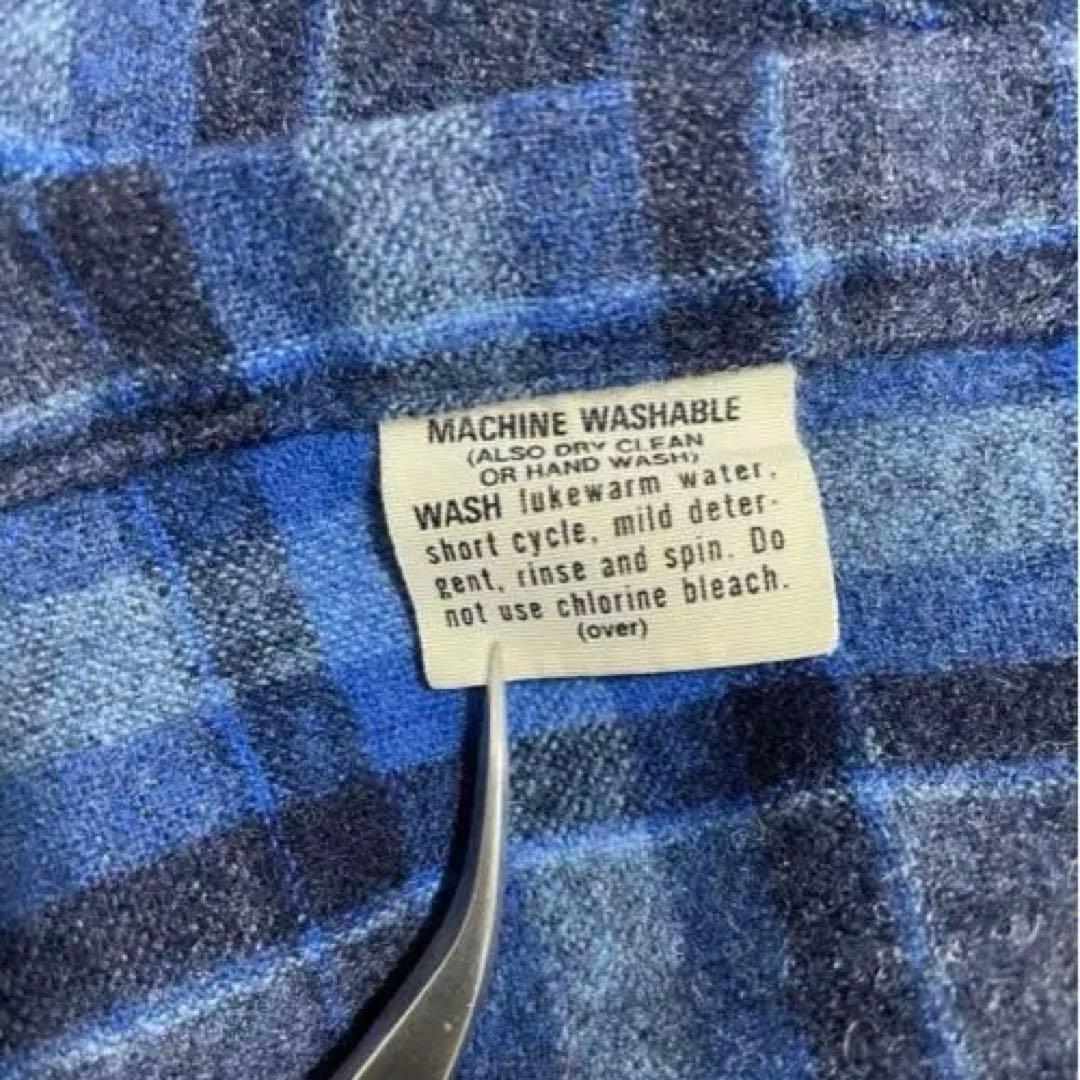 MACHINE WASHABLE
(ALSO DRY CLEAN
OR HAND WASH)
WASH lukewarm water,
short cycle, mild deter-
gent, rinse and spin. Do
not use chlorine bleach.
(over)